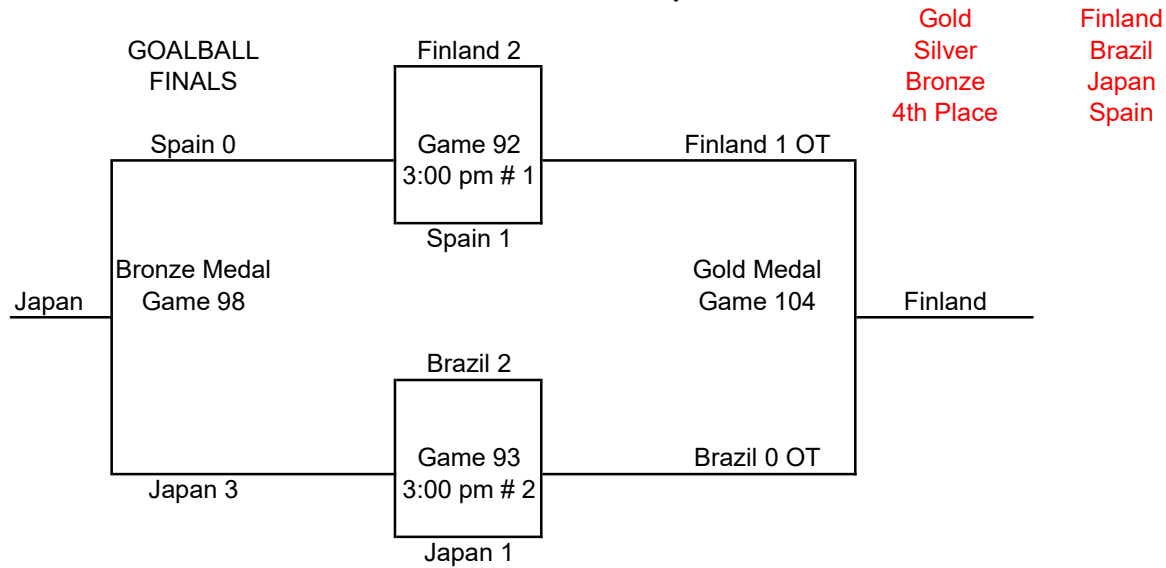 Gold Finland
GOALBALL Finland 2 Silver Brazil
FINALS Bronze Japan
4th Place Spain
Spain 0 Game 92 Finland 1 OT
3:00 pm # 1
Spain 1
Bronze Medal Gold Medal
Japan Game 98 Game 104 Finland
Brazil 2
Game 93 Brazil 0 OT
Japan 3 3:00 pm # 2
Japan 1